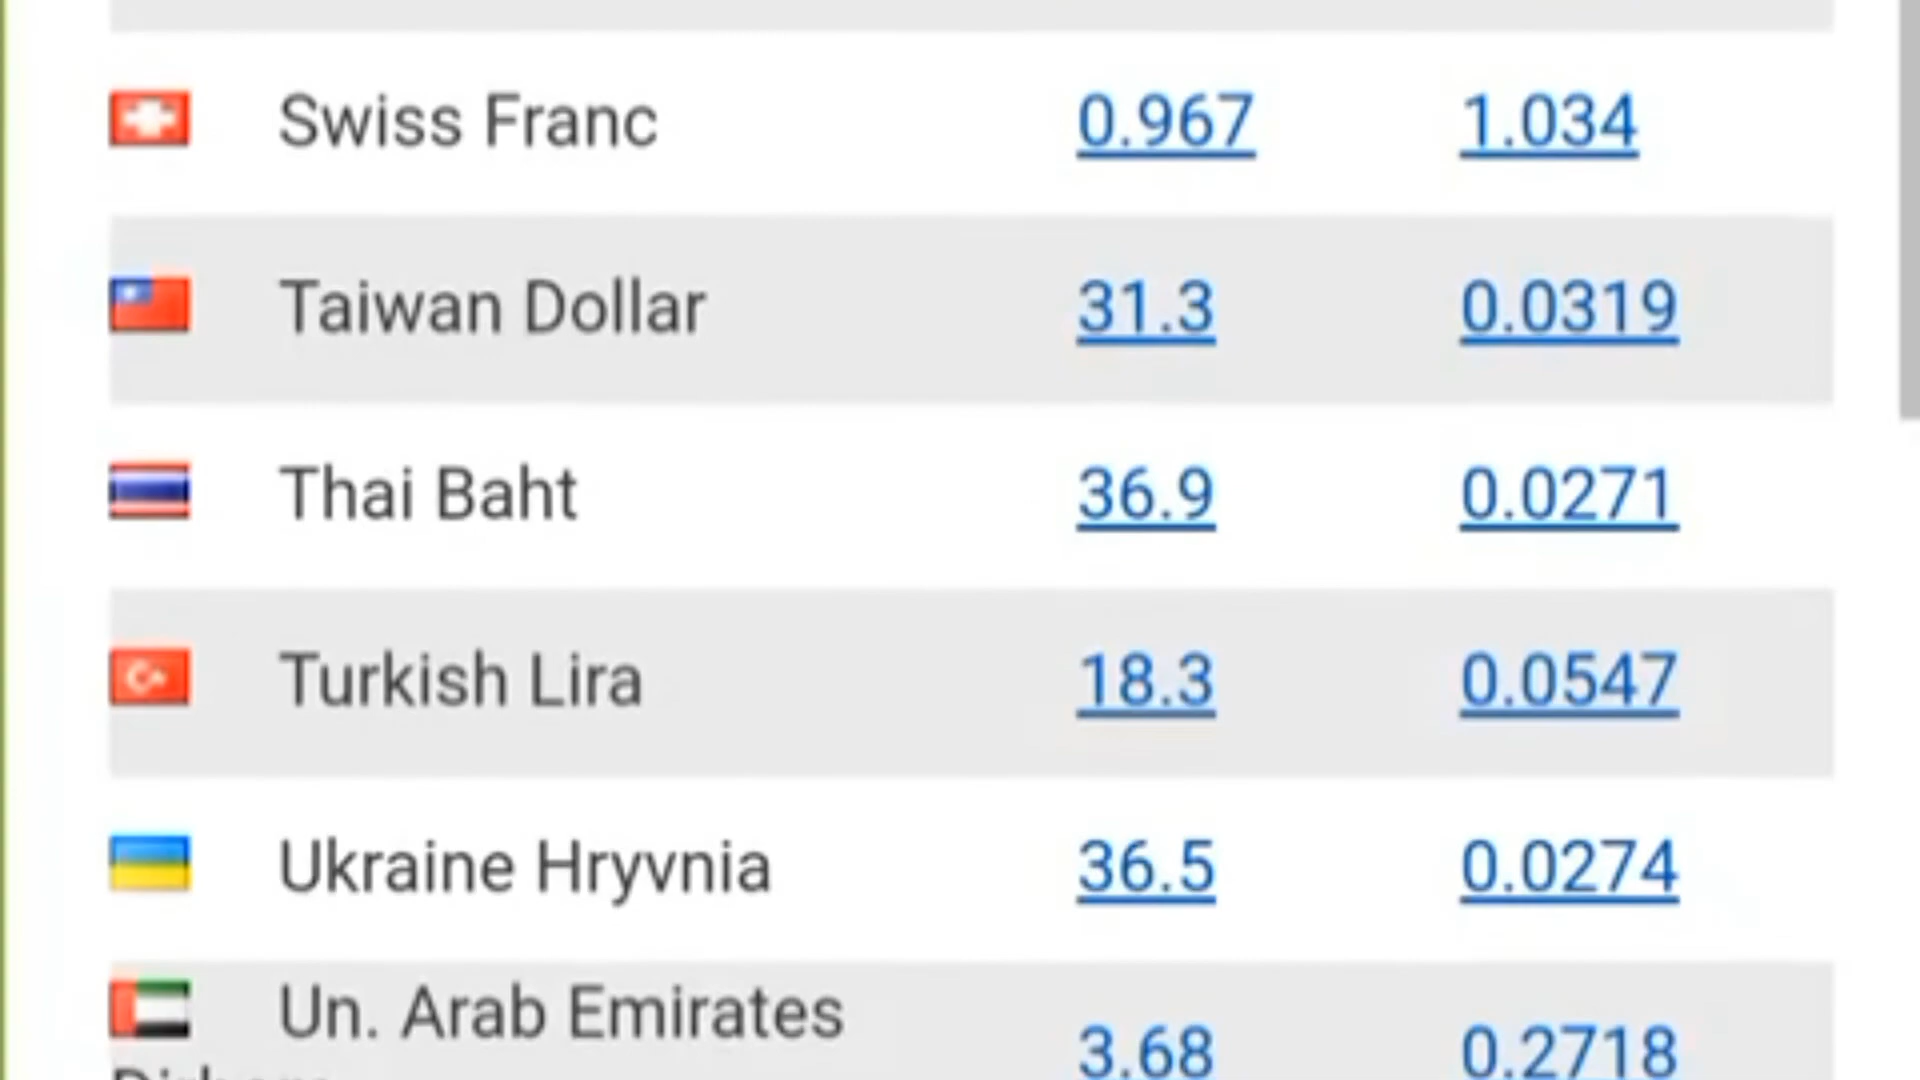 Swiss Franc 0.967 1.034
Taiwan Dollar 31.3 0.0319
Thai Baht 36.9 0.0271
Turkish Lira 18.3 0.0547
Ukraine Hryvnia 36.5 0.0274
Un. Arab Emirates 3.68 0.2718